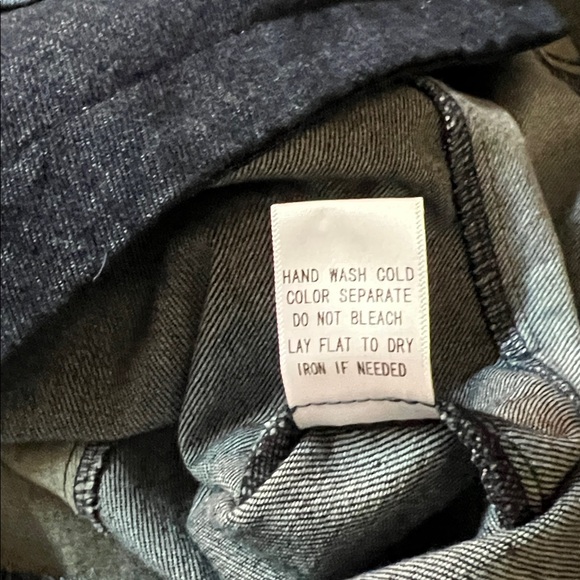 HAND WASH COLD
COLOR SEPARATE
DO NOT BLEACH
LAY FLAT TO DRY
IRON IF NEEDED